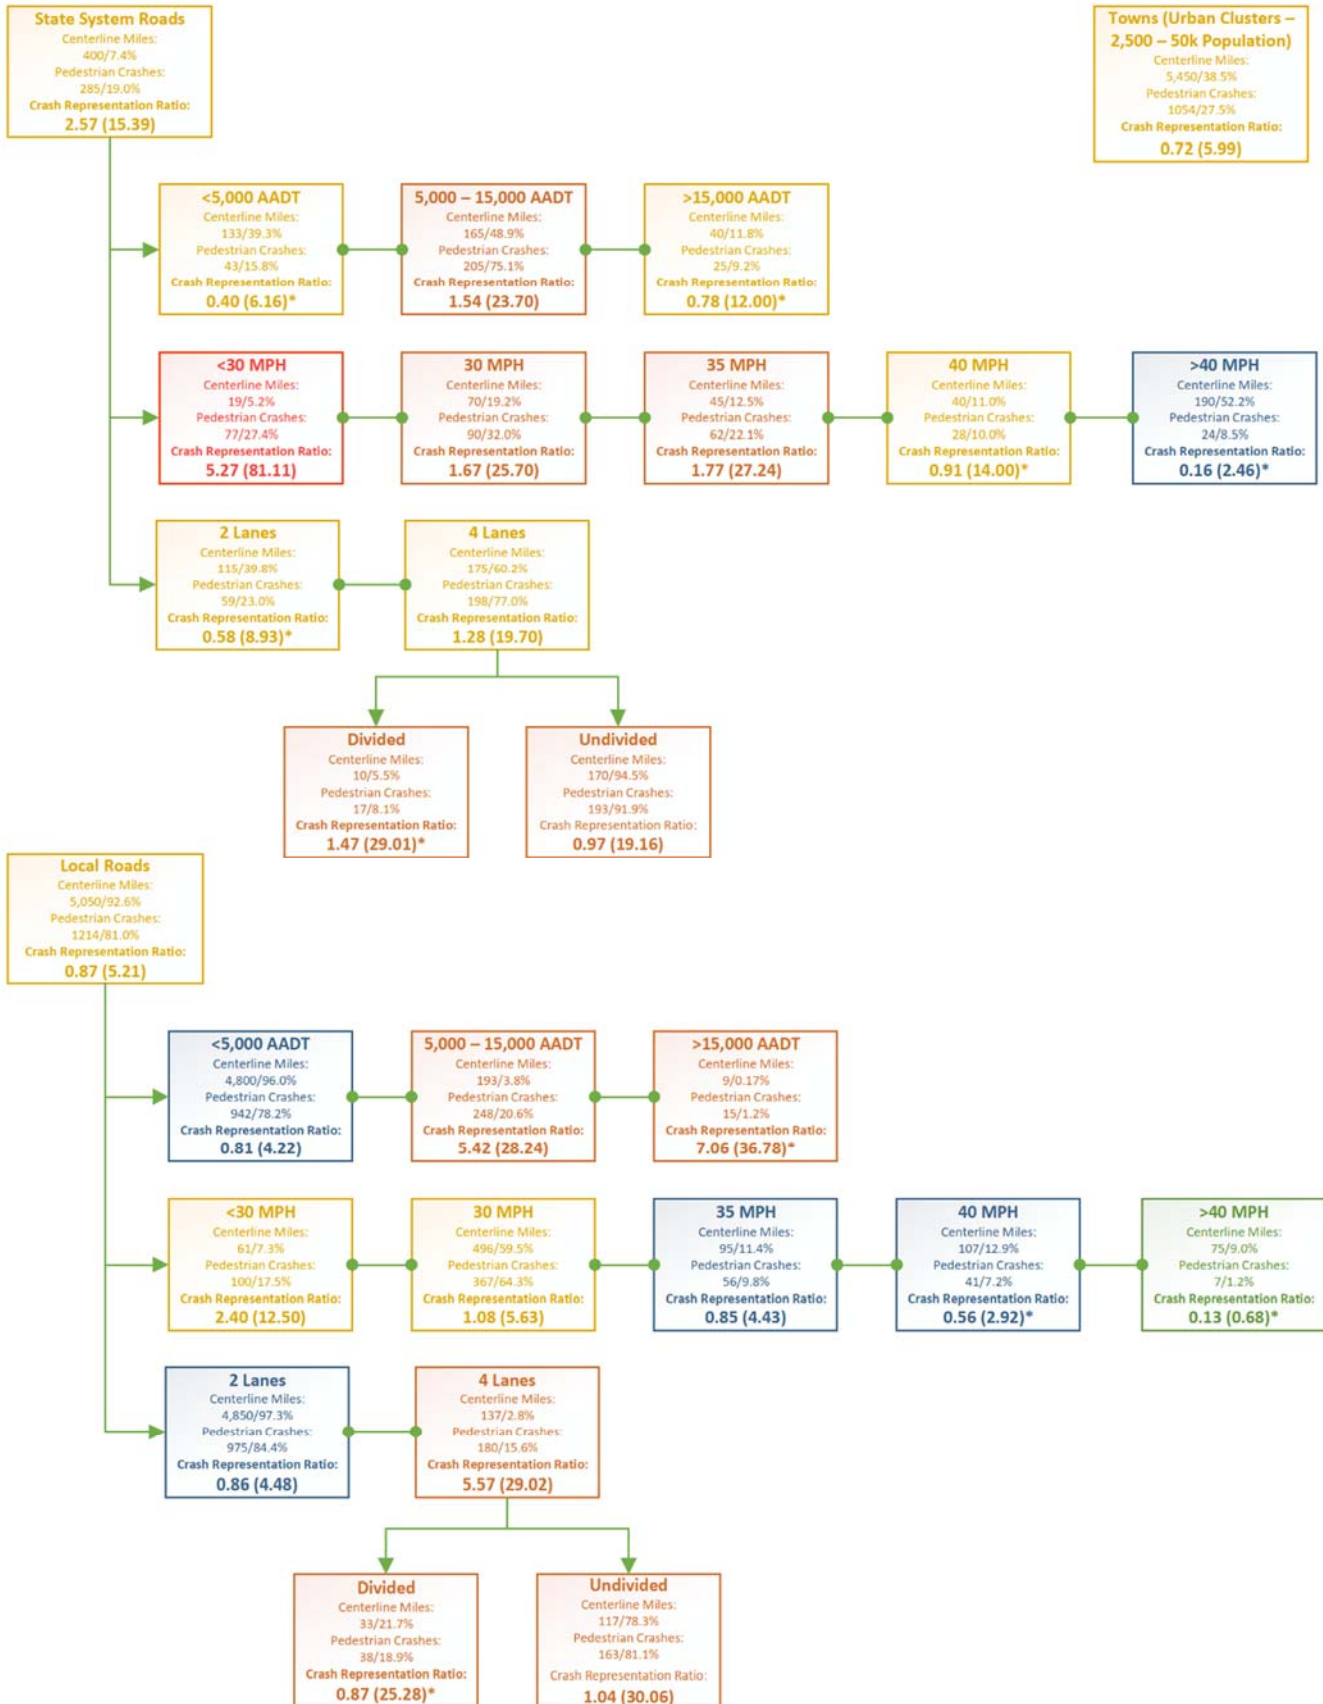 State System Roads
Centerline Miles:
400/7.4%
Pedestrian Crashes:
285/19.0%
Crash Representation Ratio:
2.57 (15.39)
Towns (Urban Clusters –
2,500 – 50k Population)
Centerline Miles:
5,450/38.5%
Pedestrian Crashes:
1054/27.5%
Crash Representation Ratio:
0.72 (5.99)
<5,000 AADT
Centerline Miles:
133/39.3%
Pedestrian Crashes:
43/15.8%
Crash Representation Ratio:
0.40 (6.16)*
5,000 – 15,000 AADT
Centerline Miles:
165/48.9%
Pedestrian Crashes:
205/75.1%
Crash Representation Ratio:
1.54 (23.70)
>15,000 AADT
Centerline Miles:
40/11.8%
Pedestrian Crashes:
25/9.2%
Crash Representation Ratio:
0.78 (12.00)*
<30 MPH
Centerline Miles:
19/5.2%
Pedestrian Crashes:
77/27.4%
Crash Representation Ratio:
5.27 (81.11)
30 MPH
Centerline Miles:
70/19.2%
Pedestrian Crashes:
90/32.0%
Crash Representation Ratio:
1.67 (25.70)
35 MPH
Centerline Miles:
45/12.5%
Pedestrian Crashes:
62/22.1%
Crash Representation Ratio:
1.77 (27.24)
40 MPH
Centerline Miles:
40/11.0%
Pedestrian Crashes:
28/10.0%
Crash Representation Ratio:
0.91 (14.00)*
>40 MPH
Centerline Miles:
190/52.2%
Pedestrian Crashes:
24/8.5%
Crash Representation Ratio:
0.16 (2.46)*
2 Lanes
Centerline Miles:
115/39.8%
Pedestrian Crashes:
59/23.0%
Crash Representation Ratio:
0.58 (8.93)*
4 Lanes
Centerline Miles:
175/60.2%
Pedestrian Crashes:
198/77.0%
Crash Representation Ratio:
1.28 (19.70)
Divided
Centerline Miles:
10/5.5%
Pedestrian Crashes:
17/8.1%
Crash Representation Ratio:
1.47 (29.01)*
Undivided
Centerline Miles:
170/94.5%
Pedestrian Crashes:
193/91.9%
Crash Representation Ratio:
0.97 (19.16)
Local Roads
Centerline Miles:
5,050/92.6%
Pedestrian Crashes:
1214/81.0%
Crash Representation Ratio:
0.87 (5.21)
<5,000 AADT
Centerline Miles:
4,800/96.0%
Pedestrian Crashes:
942/78.2%
Crash Representation Ratio:
0.81 (4.22)
5,000 – 15,000 AADT
Centerline Miles:
193/3.8%
Pedestrian Crashes:
248/20.6%
Crash Representation Ratio:
5.42 (28.24)
>15,000 AADT
Centerline Miles:
9/0.17%
Pedestrian Crashes:
15/1.2%
Crash Representation Ratio:
7.06 (36.78)*
<30 MPH
Centerline Miles:
61/7.3%
Pedestrian Crashes:
100/17.5%
Crash Representation Ratio:
2.40 (12.50)
30 MPH
Centerline Miles:
496/59.5%
Pedestrian Crashes:
367/64.3%
Crash Representation Ratio:
1.08 (5.63)
35 MPH
Centerline Miles:
95/11.4%
Pedestrian Crashes:
56/9.8%
Crash Representation Ratio:
0.85 (4.43)
40 MPH
Centerline Miles:
107/12.9%
Pedestrian Crashes:
41/7.2%
Crash Representation Ratio:
0.56 (2.92)*
>40 MPH
Centerline Miles:
75/9.0%
Pedestrian Crashes:
7/1.2%
Crash Representation Ratio:
0.13 (0.68)*
2 Lanes
Centerline Miles:
4,850/97.3%
Pedestrian Crashes:
975/84.4%
Crash Representation Ratio:
0.86 (4.48)
4 Lanes
Centerline Miles:
137/2.8%
Pedestrian Crashes:
180/15.6%
Crash Representation Ratio:
5.57 (29.02)
Divided
Centerline Miles:
33/21.7%
Pedestrian Crashes:
38/18.9%
Crash Representation Ratio:
0.87 (25.28)*
Undivided
Centerline Miles:
117/78.3%
Pedestrian Crashes:
163/81.1%
Crash Representation Ratio:
1.04 (30.06)